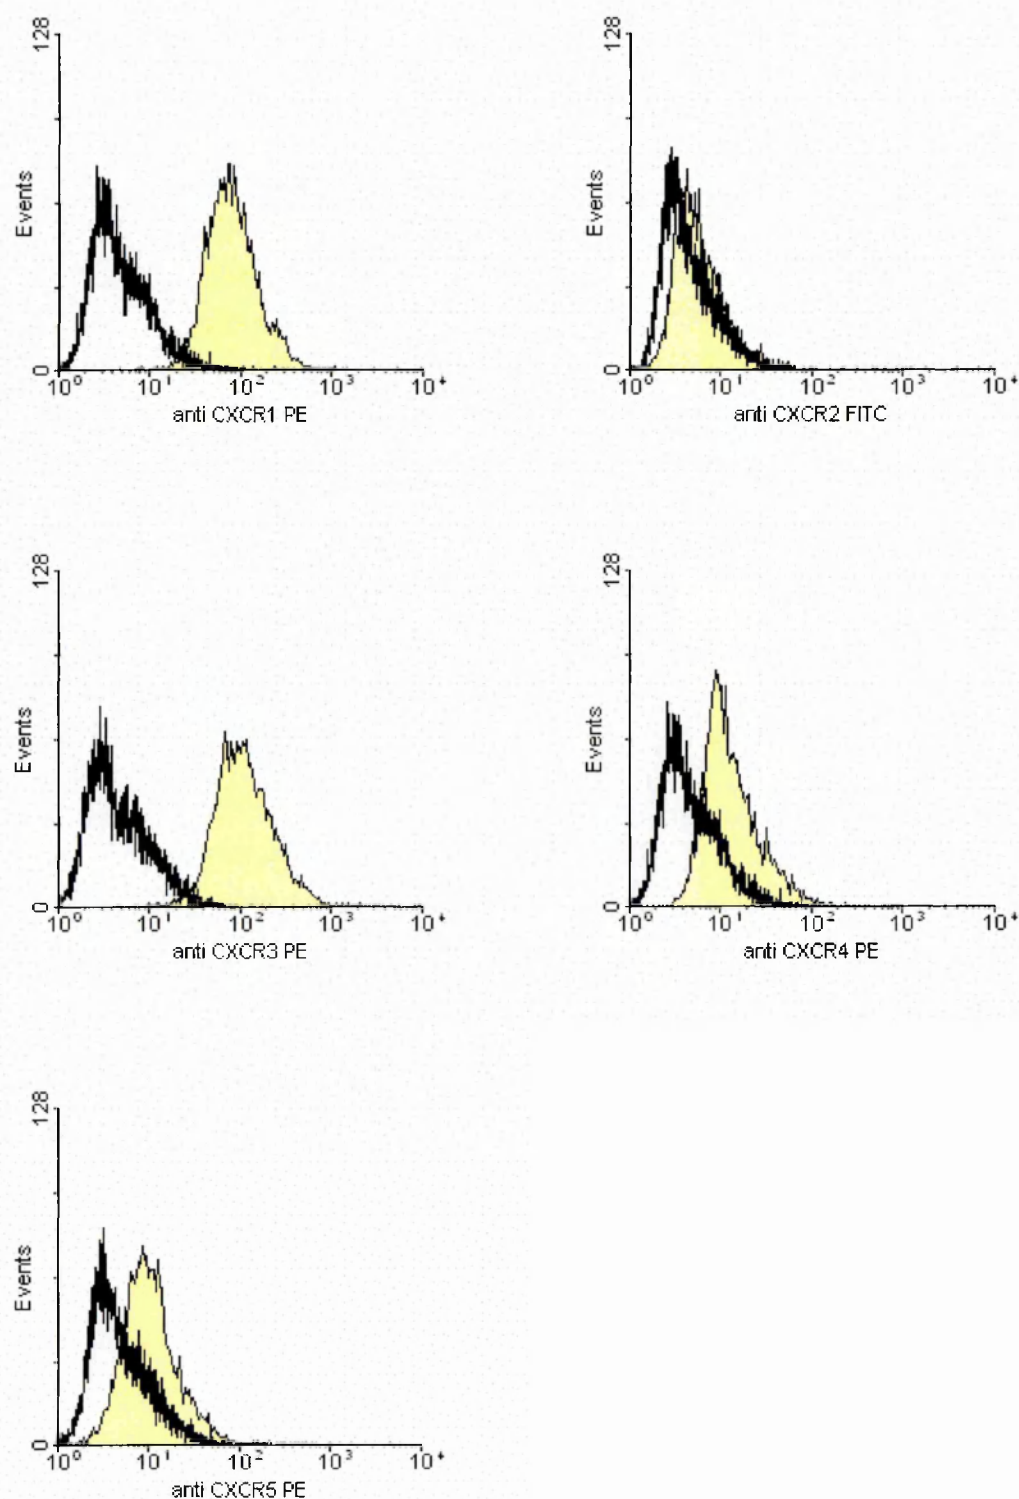 128
Events
0
10⁰ 10¹ 10² 10³ 10⁴
anti CXCR1 PE
128
Events
0
10⁰ 10¹ 10² 10³ 10⁴
anti CXCR2 FITC
128
Events
0
10⁰ 10¹ 10² 10³ 10⁴
anti CXCR3 PE
128
Events
0
10⁰ 10¹ 10² 10³ 10⁴
anti CXCR4 PE
128
Events
0
10⁰ 10¹ 10² 10³ 10⁴
anti CXCR5 PE